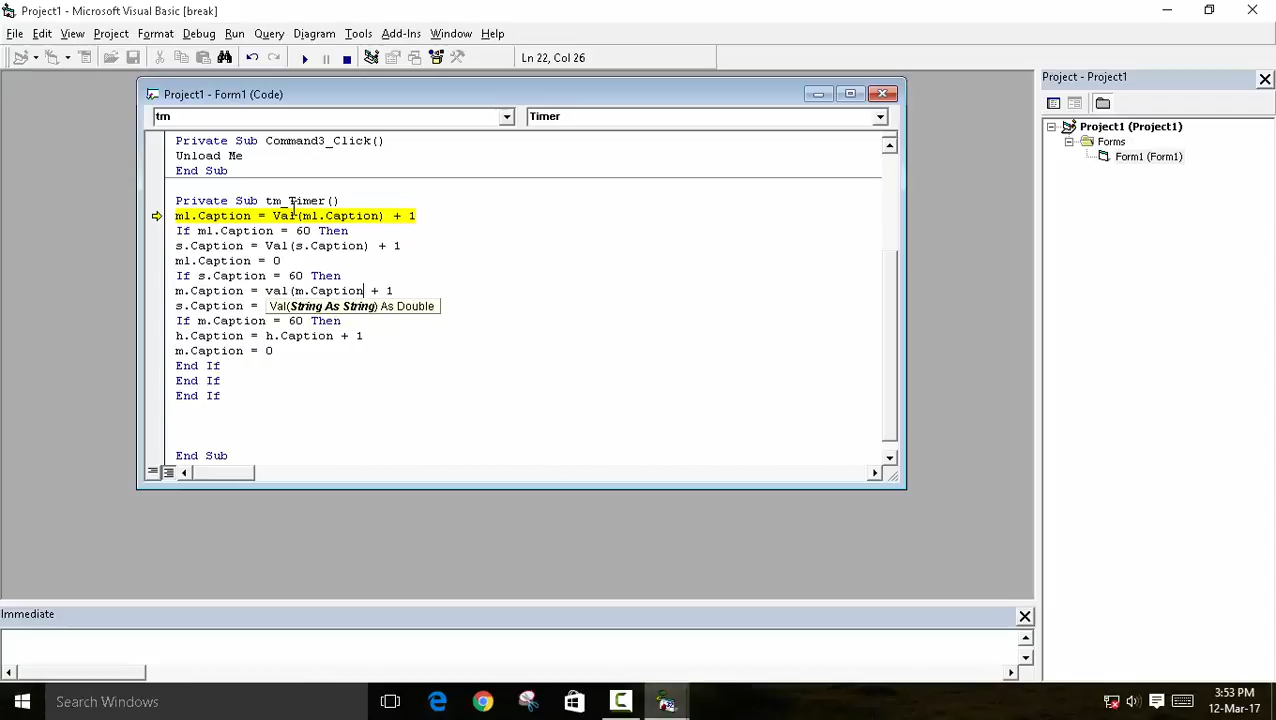 Project1 - Microsoft Visual Basic [break]
File Edit View Project Format Debug Run Query Diagram Tools Add-Ins Window Help
Ln 22, Col 26
Project - Project1
Project1 - Form1 (Code)
tm Timer
Project1 (Project1)
Forms
Form1 (Form1)
Private Sub Command3_Click()
Unload Me
End Sub
Private Sub tm_Timer()
ml.Caption = Val(ml.Caption) + 1
If ml.Caption = 60 Then
s.Caption = Val(s.Caption) + 1
ml.Caption = 0
If s.Caption = 60 Then
m.Caption = val(m.Caption + 1
s.Caption = Val(String As String) As Double
If m.Caption = 60 Then
h.Caption = h.Caption + 1
m.Caption = 0
End If
End If
End If
End Sub
Immediate
Search Windows
3:53 PM
12-Mar-17